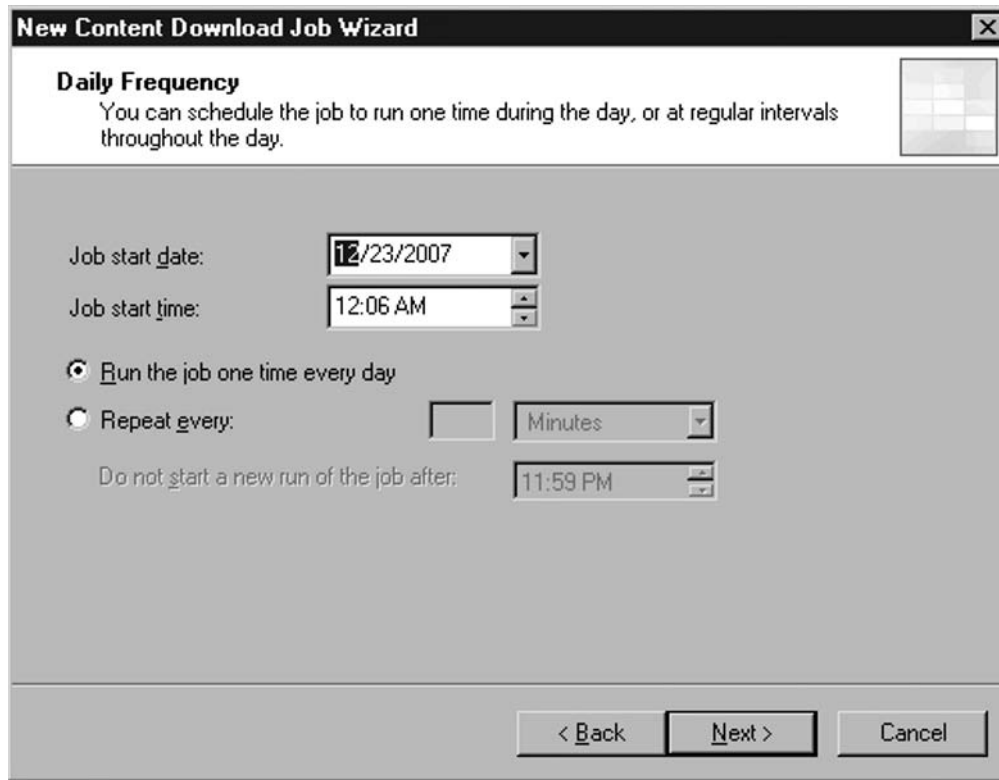 New Content Download Job Wizard
Daily Frequency
You can schedule the job to run one time during the day, or at regular intervals
throughout the day.
Job start date: 12/23/2007
Job start time: 12:06 AM
Run the job one time every day
Repeat every: Minutes
Do not start a new run of the job after: 11:59 PM
< Back Next > Cancel